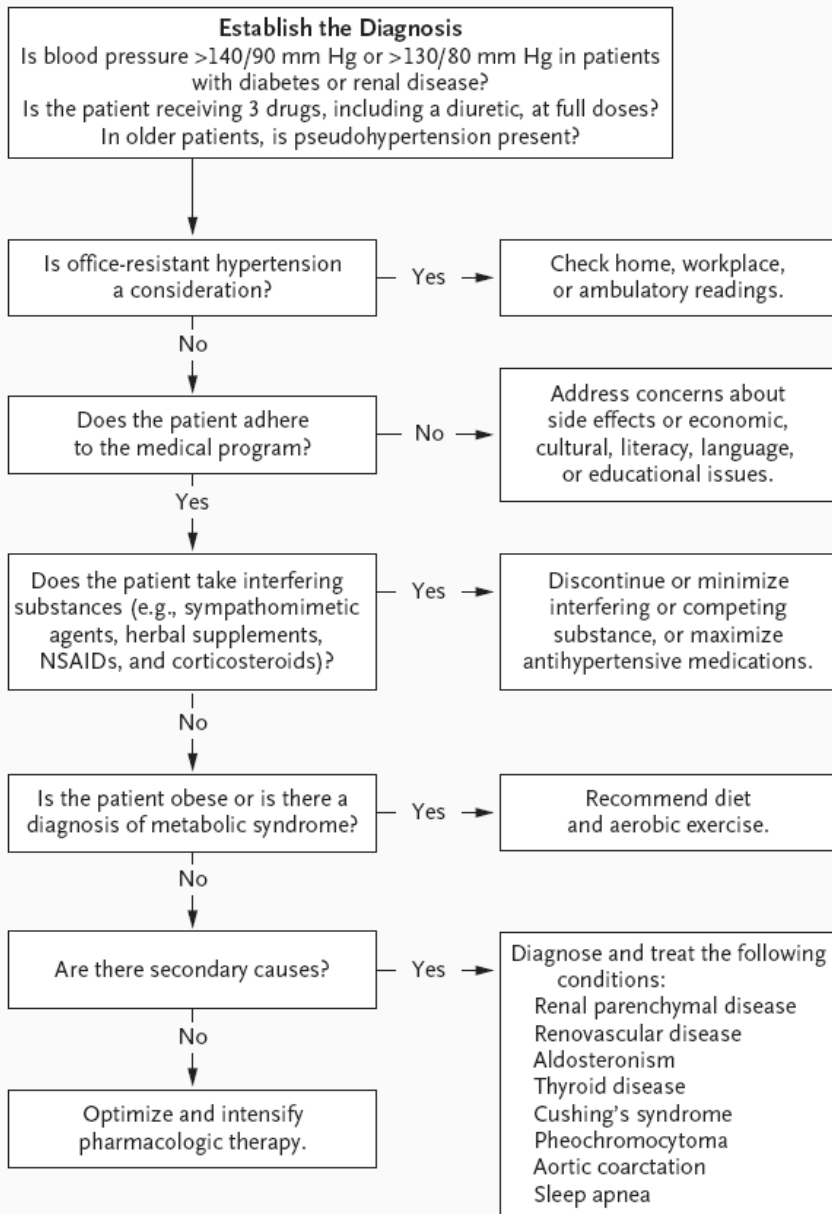 Establish the Diagnosis
Is blood pressure >140/90 mm Hg or >130/80 mm Hg in patients
with diabetes or renal disease?
Is the patient receiving 3 drugs, including a diuretic, at full doses?
In older patients, is pseudohypertension present?
Is office-resistant hypertension
a consideration?
Yes
Check home, workplace,
or ambulatory readings.
No
Does the patient adhere
to the medical program?
No
Address concerns about
side effects or economic,
cultural, literacy, language,
or educational issues.
Yes
Does the patient take interfering
substances (e.g., sympathomimetic
agents, herbal supplements,
NSAIDs, and corticosteroids)?
Yes
Discontinue or minimize
interfering or competing
substance, or maximize
antihypertensive medications.
No
Is the patient obese or is there a
diagnosis of metabolic syndrome?
Yes
Recommend diet
and aerobic exercise.
No
Are there secondary causes?
Yes
Diagnose and treat the following
conditions:
Renal parenchymal disease
Renovascular disease
Aldosteronism
Thyroid disease
Cushing's syndrome
Pheochromocytoma
Aortic coarctation
Sleep apnea
No
Optimize and intensify
pharmacologic therapy.